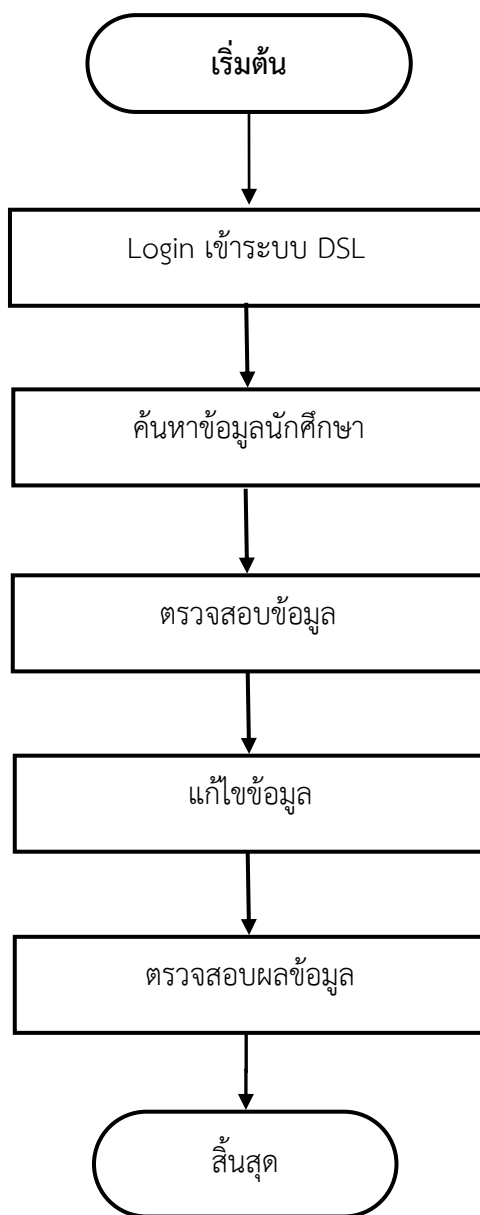 เริ่มต้น
Login เข้าระบบ DSL
ค้นหาข้อมูลนักศึกษา
ตรวจสอบข้อมูล
แก้ไขข้อมูล
ตรวจสอบผลข้อมูล
สิ้นสุด